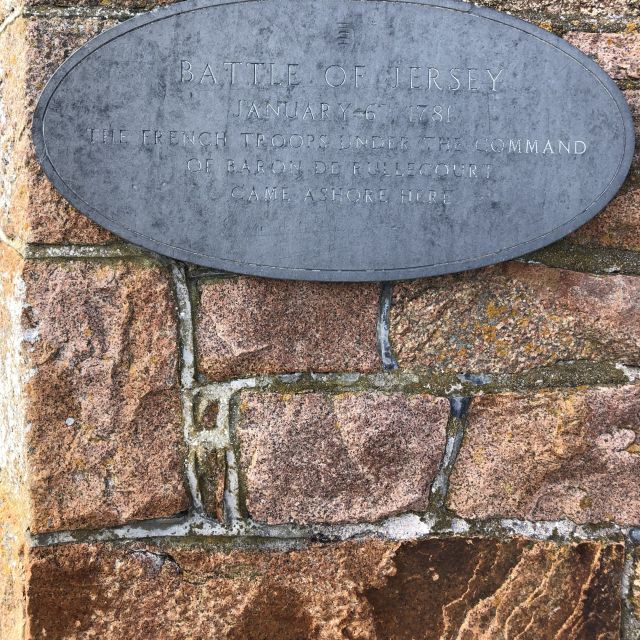 BATTLE OF JERSEY
JANUARY 6 1781
THE FRENCH TROOPS UNDER THE COMMAND
OF BARON DE RULLECOURT
CAME ASHORE HERE